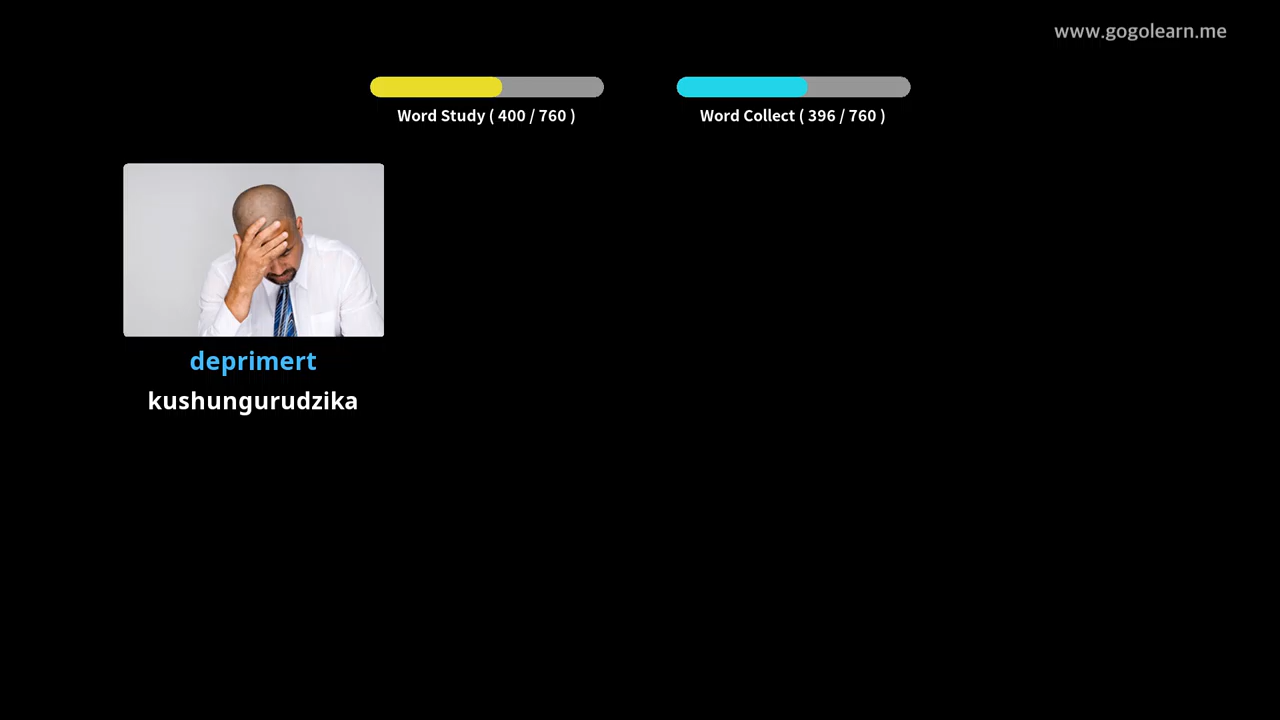 www.gogolearn.me
Word Study ( 400 / 760 )
Word Collect ( 396 / 760 )
deprimert
kushungurudzika